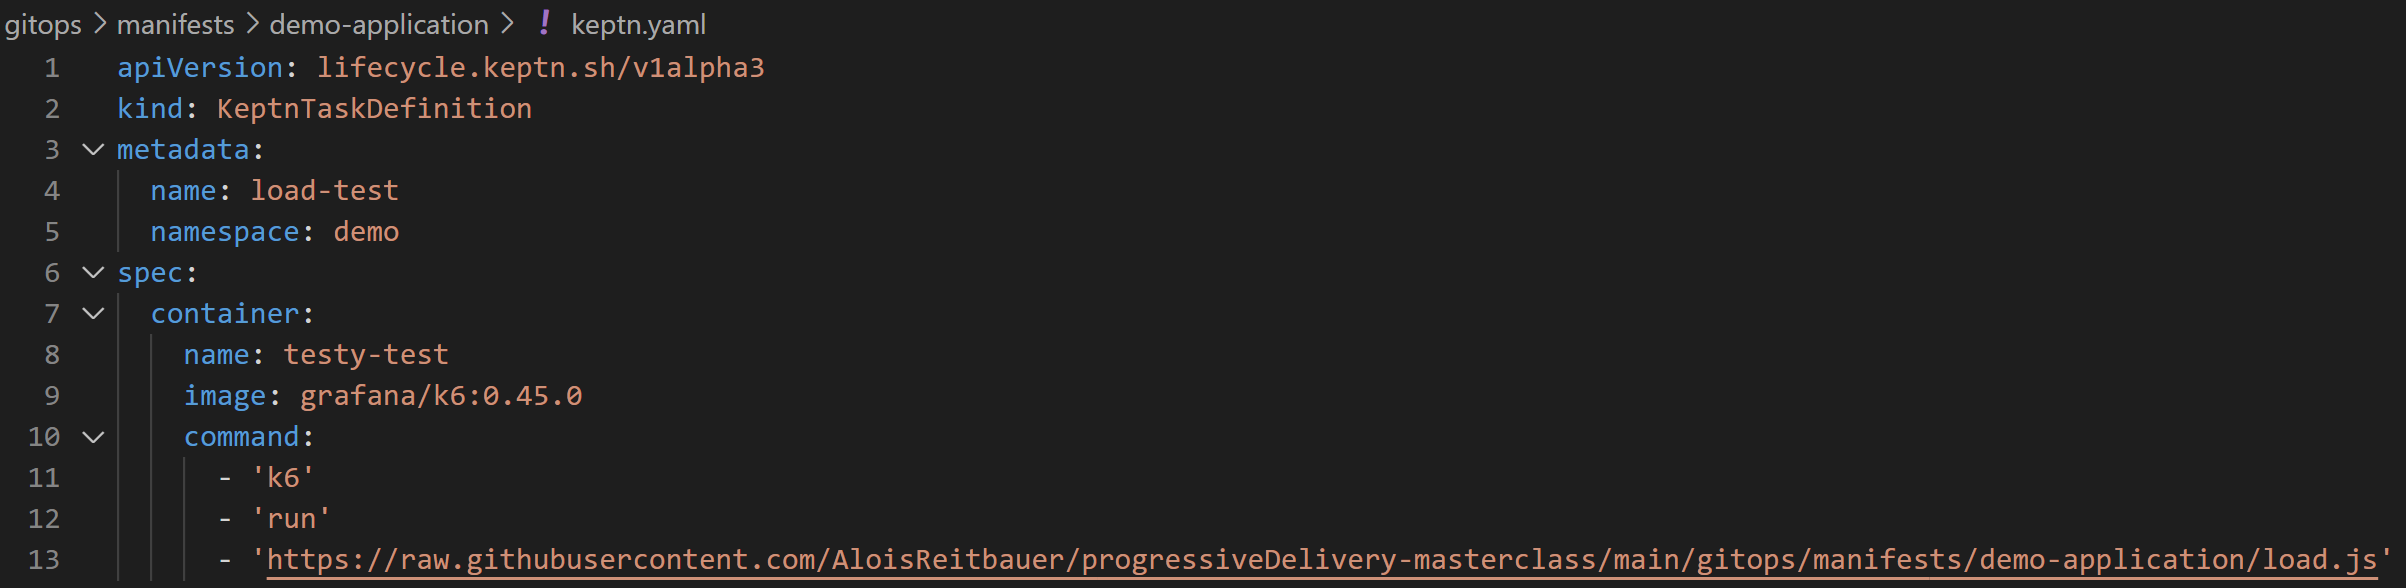 gitops > manifests > demo-application > ! keptn.yaml
1 apiVersion: lifecycle.keptn.sh/v1alpha3
2 kind: KeptnTaskDefinition
3 metadata:
4 name: load-test
5 namespace: demo
6 spec:
7 container:
8 name: testy-test
9 image: grafana/k6:0.45.0
10 command:
11 - 'k6'
12 - 'run'
13 - 'https://raw.githubusercontent.com/AloisReitbauer/progressiveDelivery-masterclass/main/gitops/manifests/demo-application/load.js'